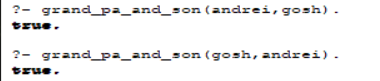 ?- grand_pa_and_son(andrei,gosh).
true.
?- grand_pa_and_son(gosh,andrei).
true.